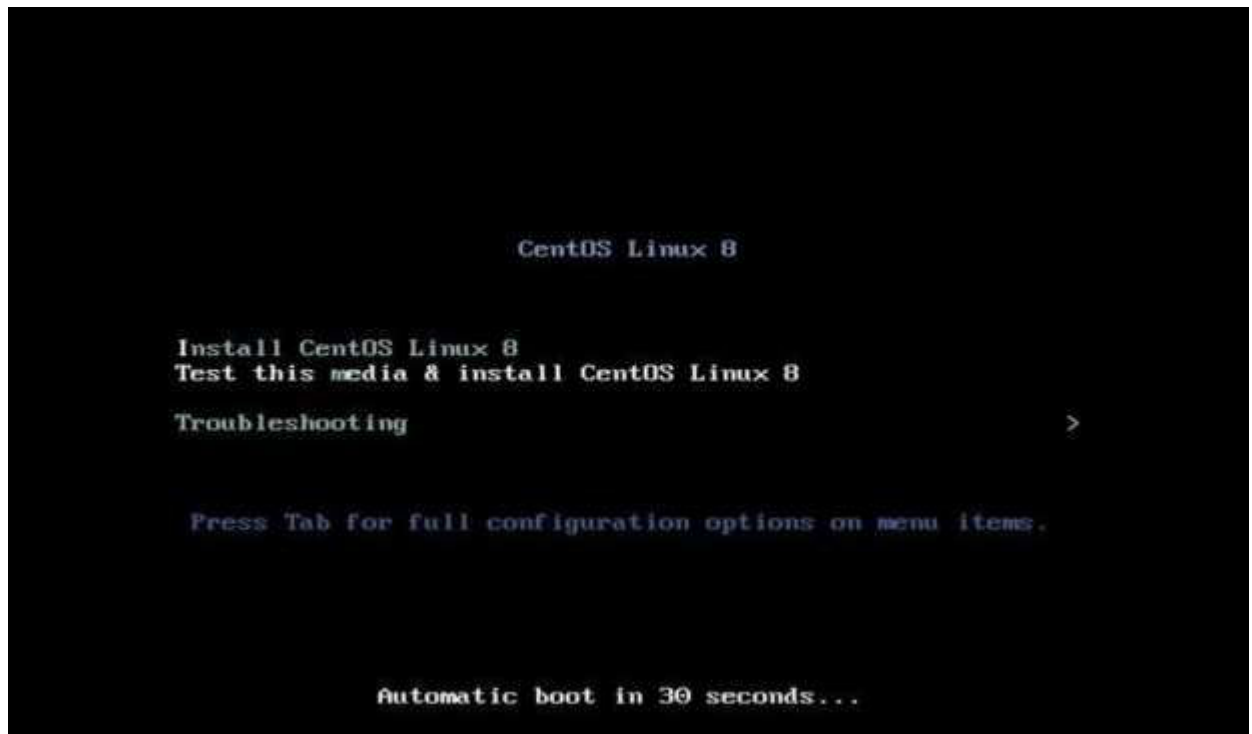 CentOS Linux 8
Install CentOS Linux 8
Test this media & install CentOS Linux 8
Troubleshooting >
Press Tab for full configuration options on menu items.
Automatic boot in 30 seconds...